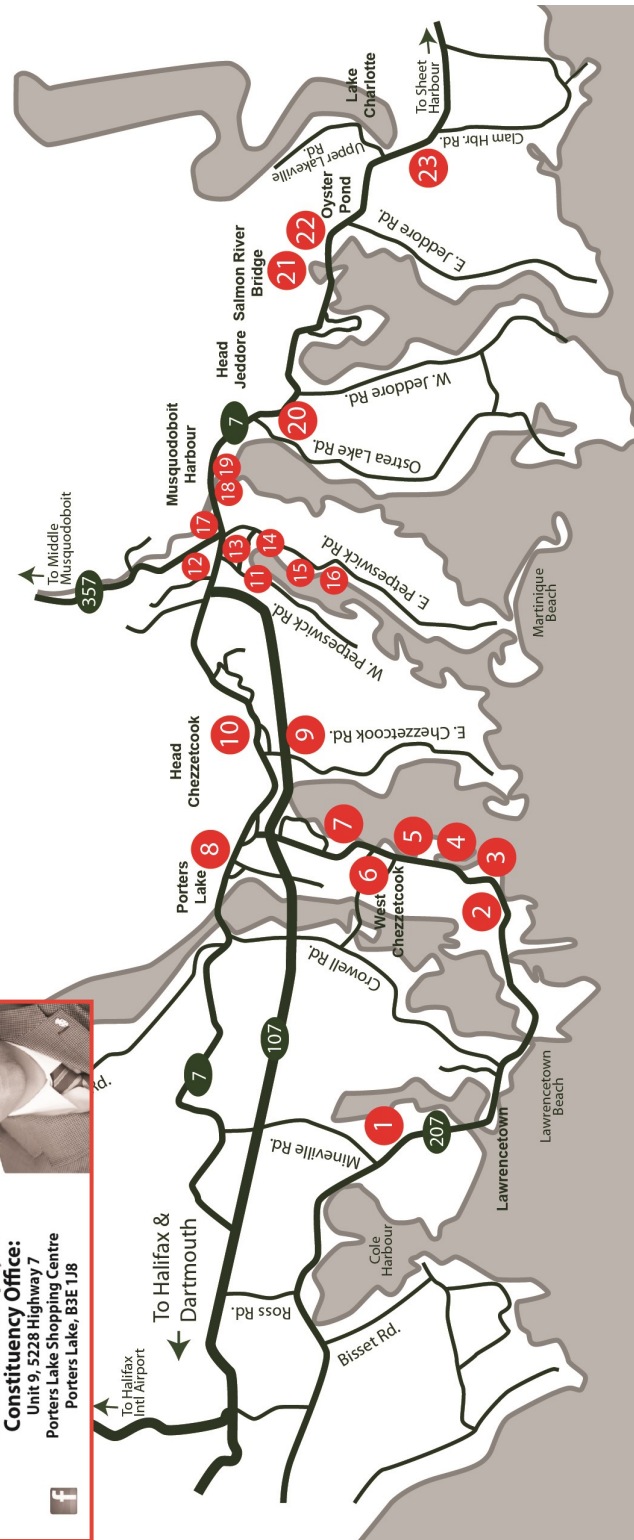 Constituency Office:
Unit 9, 5228 Highway 7
Porters Lake Shopping Centre
Porters Lake, B3E 1J8
f
Rd.
To Halifax
Intl Airport
To Halifax &
Dartmouth
Ross Rd.
Bisset Rd.
Cole
Harbour
Mineville Rd.
7
107
1
207
Lawrencetown
Lawrencetown
Beach
Crowell Rd.
Porters
Lake
8
West
Chezzetcook
6
7
5
4
3
2
Head
Chezzetcook
10
9
E. Chezzetcook Rd.
To Middle
Musquodoboit
357
12
17
11
13
14
15
16
W. Petpeswick Rd.
E. Petpeswick Rd.
Martinique
Beach
Musquodoboit
Harbour
18
19
7
Head
Jeddore
20
Ostrea Lake Rd.
W. Jeddore Rd.
Salmon River
Bridge
21
22
Oyster
Pond
E. Jeddore Rd.
Upper Lakeville
Rd.
Lake
Charlotte
23
Clam Hbr. Rd.
To Sheet
Harbour